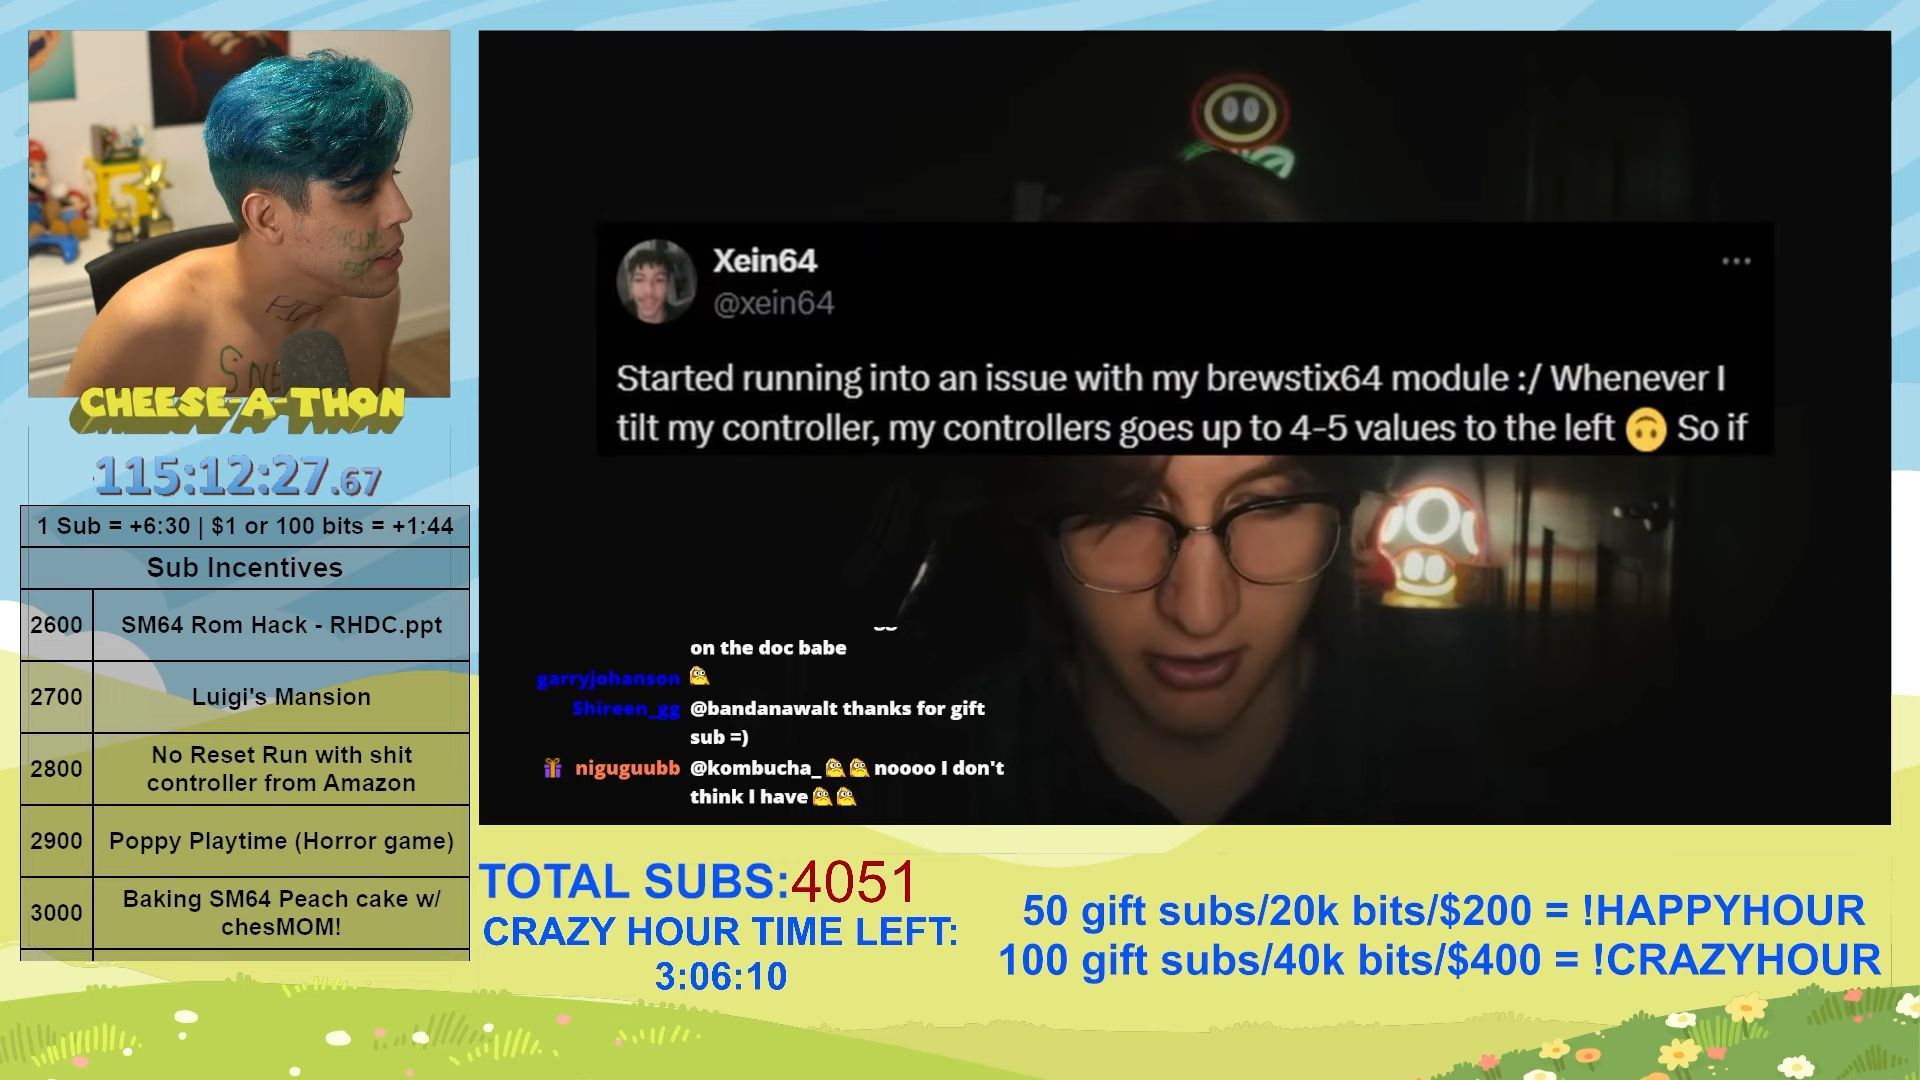 CHEESE-A-THON
115:12:27.67
1 Sub = +6:30 | $1 or 100 bits = +1:44
Sub Incentives
2600 SM64 Rom Hack - RHDC.ppt
2700 Luigi's Mansion
2800 No Reset Run with shit
controller from Amazon
2900 Poppy Playtime (Horror game)
3000 Baking SM64 Peach cake w/
chesMOM!
Xein64
@xein64
Started running into an issue with my brewstix64 module :/ Whenever I
tilt my controller, my controllers goes up to 4-5 values to the left 🙃 So if
on the doc babe
garryjohanson
Shireen_gg @bandanawalt thanks for gift
sub =)
niguguubb @kombucha_ noooo I don't
think I have
TOTAL SUBS:4051
CRAZY HOUR TIME LEFT:
3:06:10
50 gift subs/20k bits/$200 = !HAPPYHOUR
100 gift subs/40k bits/$400 = !CRAZYHOUR